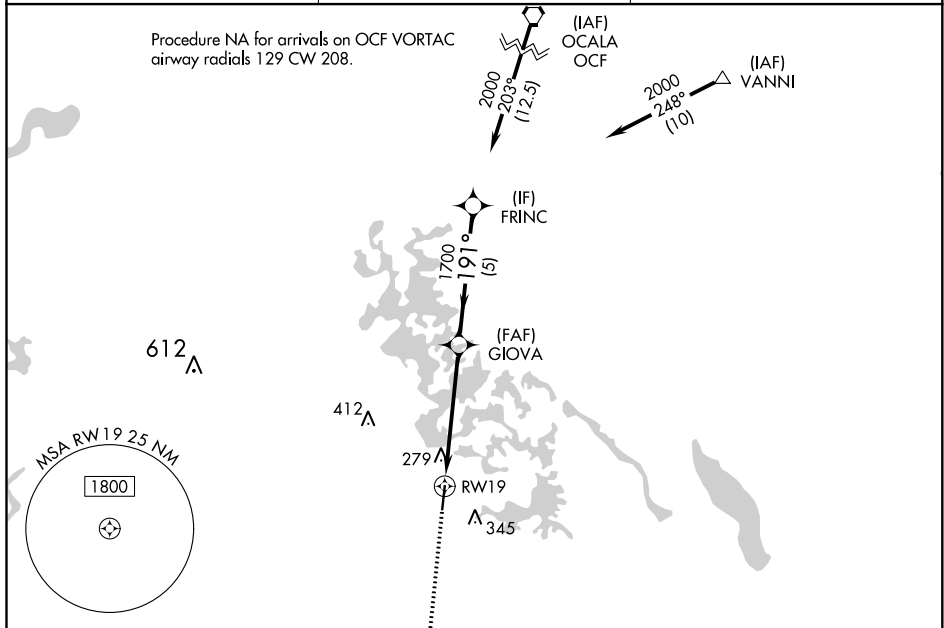 Procedure NA for arrivals on OCF VORTAC
airway radials 129 CW 208.
(IAF)
OCALA
OCF
2000
203°
(12.5)
(IAF)
VANNI
2000
248°
(10)
(IF)
FRINC
1700
191°
(5)
(FAF)
GIOVA
612
412
279
RW19
345
MSA RW19 25 NM
1800